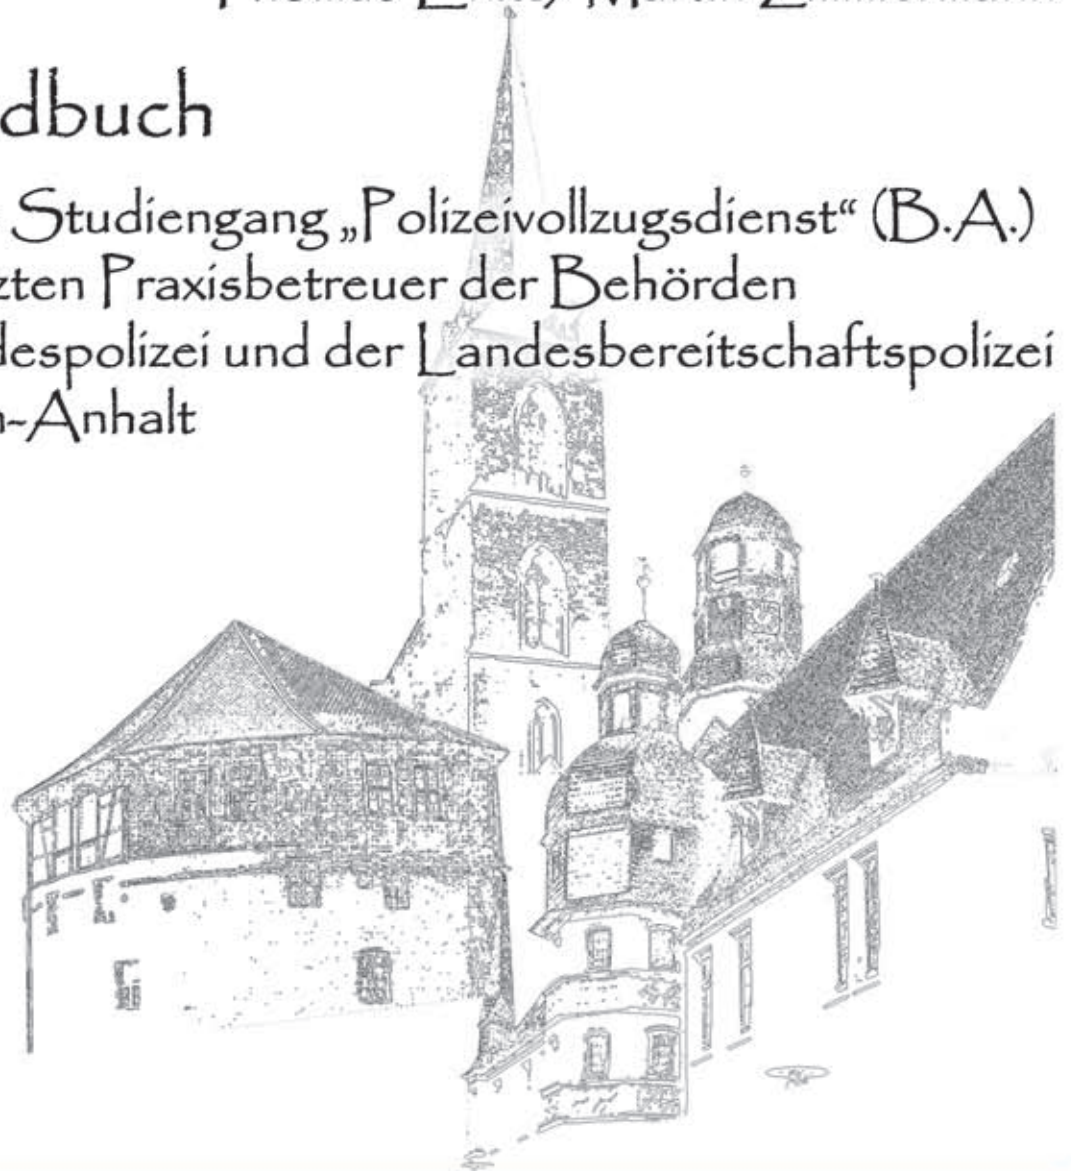 dbuch
Studiengang „Polizeivollzugsdienst“ (B.A.)
zten Praxisbetreuer der Behörden
despolizei und der Landesbereitschaftspolizei
n-Anhalt